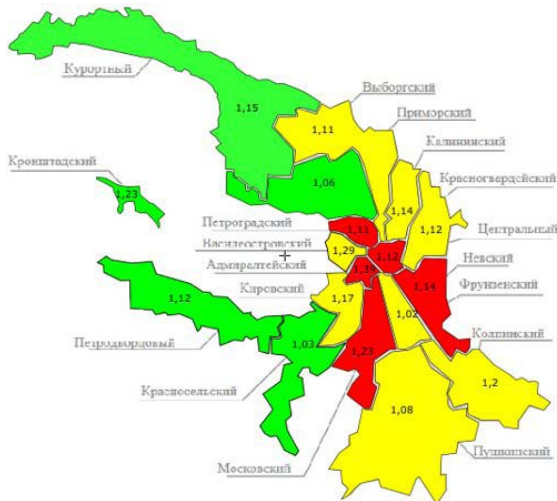 Курортный
Выборгский
1,15
Приморский
1,11
Калининский
Кронштадский
Красногвардейский
1,23
1,06
1,14
Петроградский
1,11
1,12
Центральный
Василеостровский
1,29
1,12
Адмиралтейский
1,39
Невский
Кировский
1,14
Фрунзенский
1,12
1,17
1,02
Колпинский
Петродворцовый
1,03
1,23
Красносельский
1,2
1,08
Московский
Пушкинский